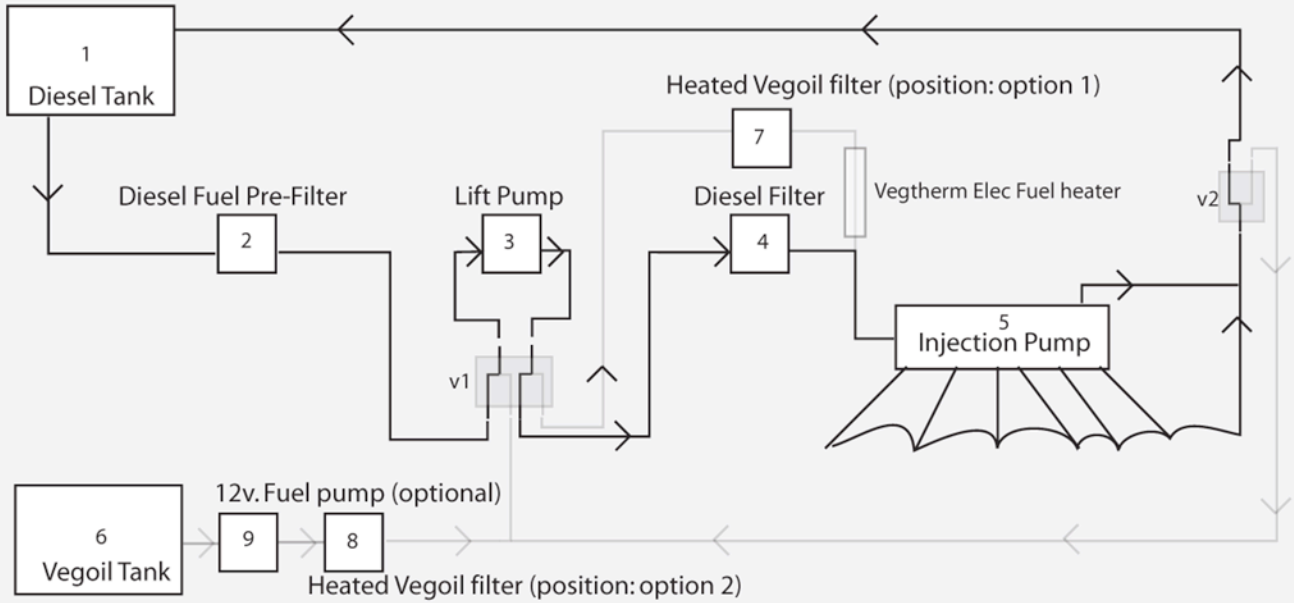 1
Diesel Tank
Heated Vegoil filter (position: option 1)
7
Diesel Fuel Pre-Filter
Lift Pump
Diesel Filter
Vegtherm Elec Fuel heater
v2
2
3
4
5
Injection Pump
v1
12v. Fuel pump (optional)
6
Vegoil Tank
9
8
Heated Vegoil filter (position: option 2)